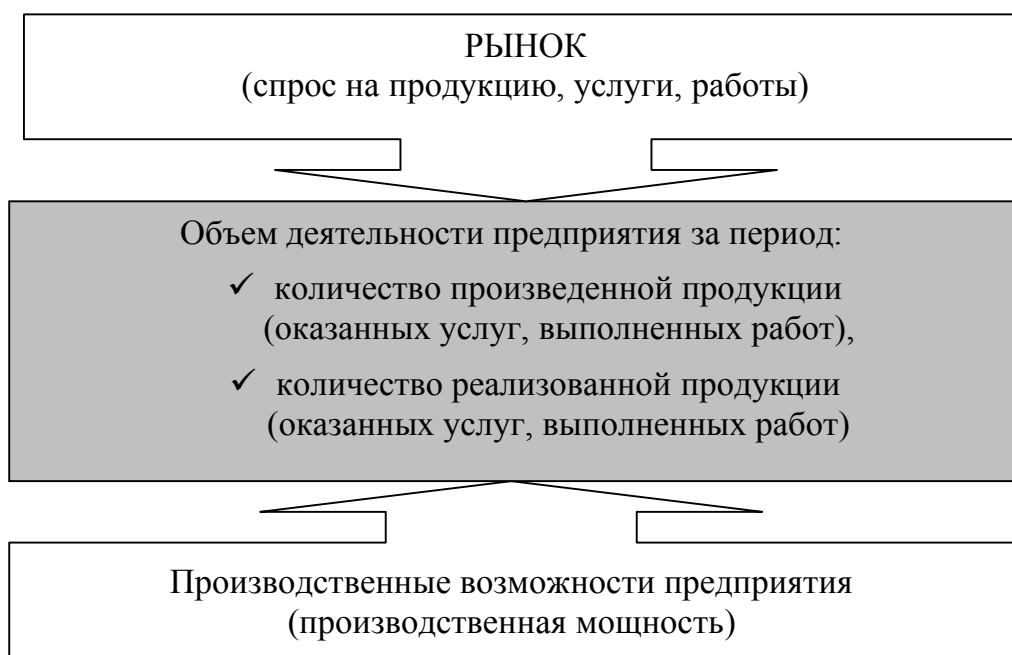 РЫНОК
(спрос на продукцию, услуги, работы)
Объем деятельности предприятия за период:
✓ количество произведенной продукции
(оказанных услуг, выполненных работ),
✓ количество реализованной продукции
(оказанных услуг, выполненных работ)
Производственные возможности предприятия
(производственная мощность)